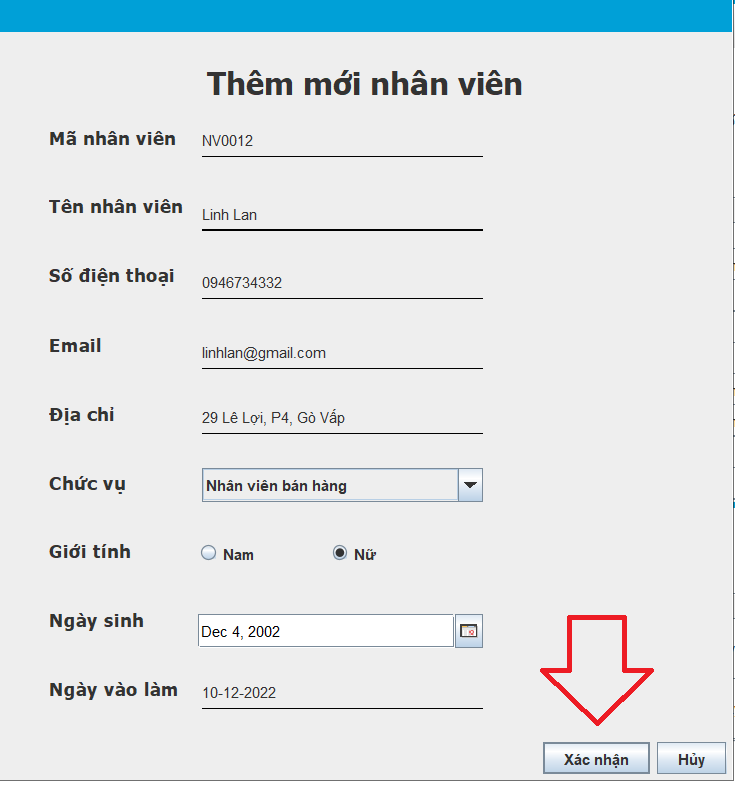 Thêm mới nhân viên
Mã nhân viên NV0012
Tên nhân viên Linh Lan
Số điện thoại 0946734332
Email linhlan@gmail.com
Địa chỉ 29 Lê Lợi, P4, Gò Vấp
Chức vụ Nhân viên bán hàng
Giới tính Nam Nữ
Ngày sinh Dec 4, 2002
Ngày vào làm 10-12-2022
Xác nhận Hủy